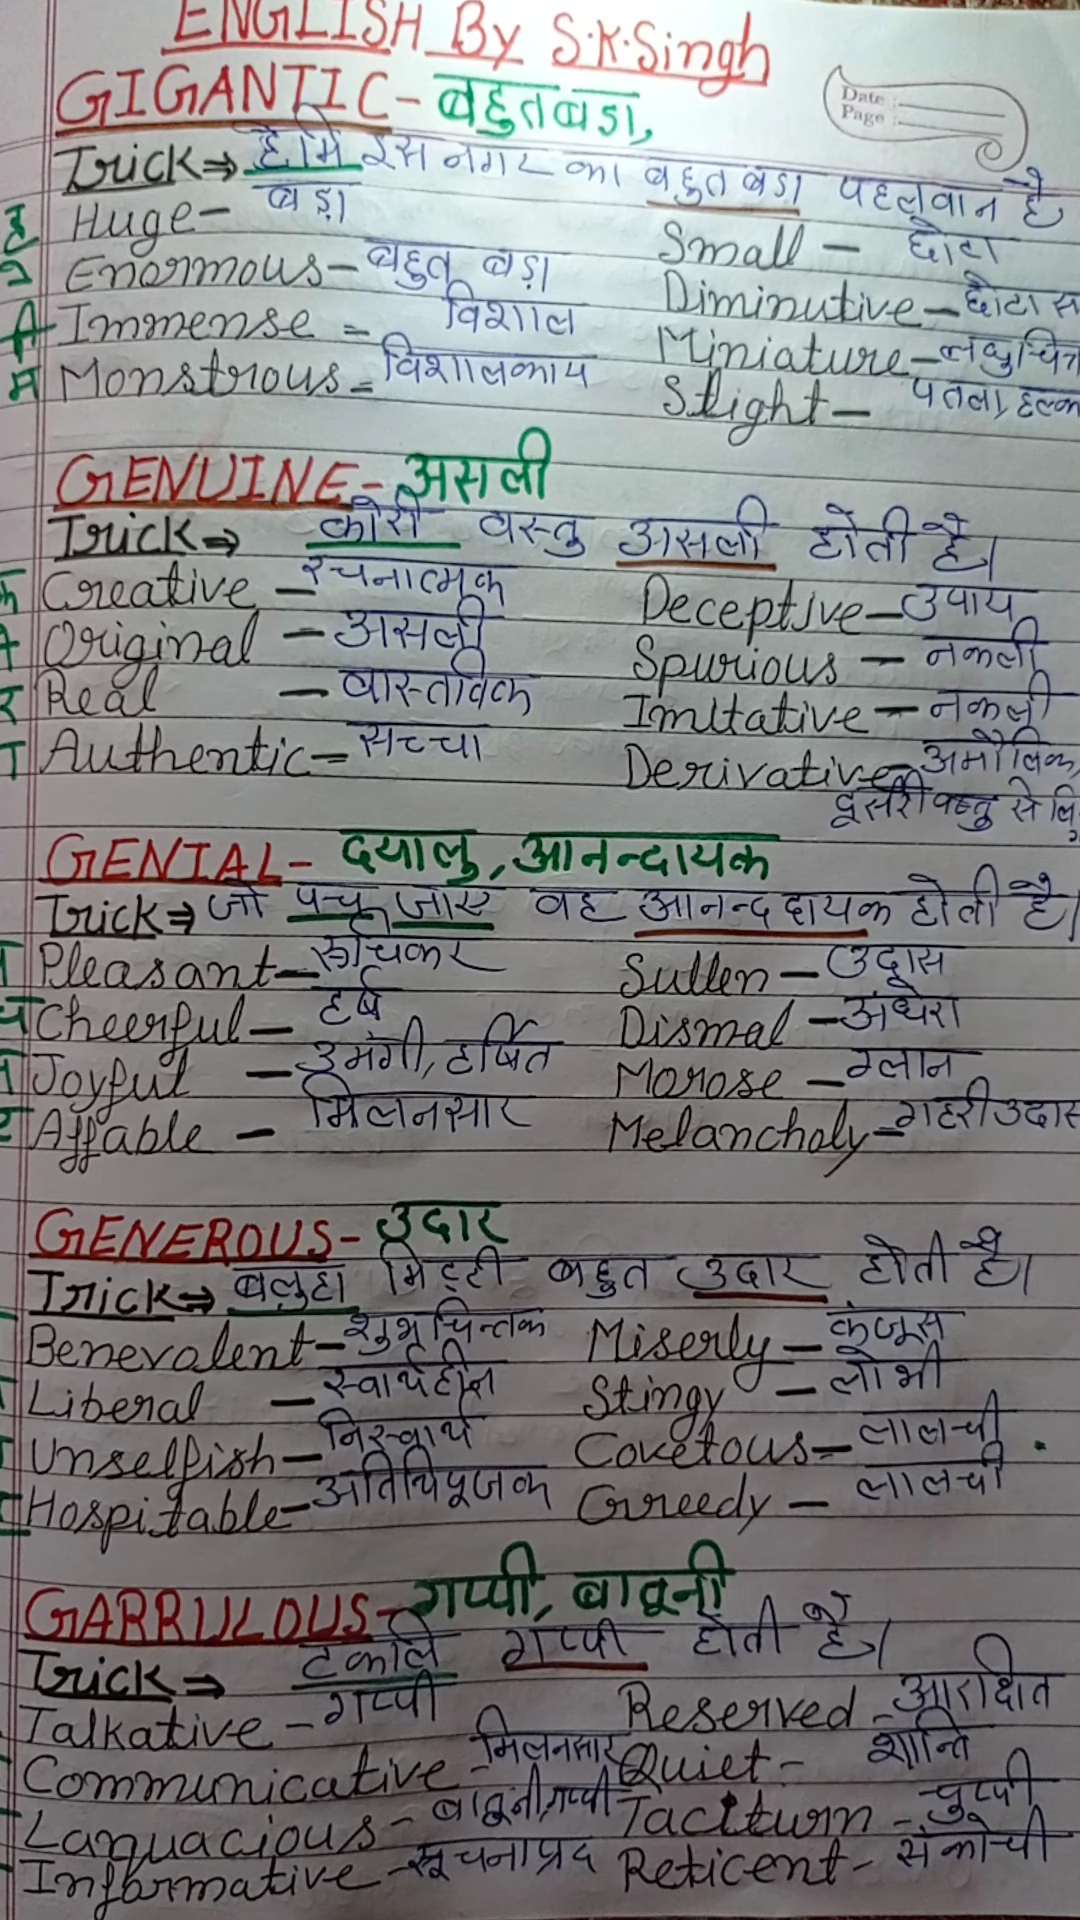 ENGLISH By S.K.Singh
GIGANTIC - बहुत बड़ा,
Date :
Page :
Trick⇒ हेमि इस नगर का बहुत बड़ा पहलवान है
Huge - बड़ा
Small - छोटा
Enormous - बहुत बड़ा
Diminutive - छोटा स
Immense = विशाल
Miniature - लघुचित्र
Monstrous = विशालकाय
Slight - पतला, हल्क
GENUINE - असली
Trick⇒ कोरा वस्तु असली होती है।
Creative - रचनात्मक
Deceptive - उपाय
Original - असली
Spurious - नकली
Real - वास्तविक
Imitative - नकली
Authentic - सच्चा
Derivative - अमौलिक,
दूसरी वस्तु से लि
GENIAL - दयालु, आनन्दायक
Trick⇒ जो पच जाए वह आनन्ददायक होती है।
Pleasant - रूचिकर
Sullen - उदास
Cheerful - हर्ष
Dismal - अंधेरा
Joyful - उमंगी, हर्षित
Morose - ग्लान
Affable - मिलनसार
Melancholy - गहरी उदास
GENEROUS - उदार
Trick⇒ बलुहा मिट्टी बहुत उदार होती है।
Benevalent - शुभचिन्तक
Miserly - कंजूस
Liberal - स्वार्थहीन
Stingy - लोभी
Unselfish - निस्वार्थ
Covetous - लालची
Hospitable - अतिथिपूजक
Greedy - लालची
GARRULOUS - गप्पी, बातूनी
Trick⇒ टकलि गप्पी होती है।
Talkative - गप्पी
Reserved - आरक्षित
Communicative - मिलनसार
Quiet - शान्ति
Laquacious - बातूनी, गप्पी
Taciturn - चुप्पी
Informative - सूचनाप्रद
Reticent - संकोची